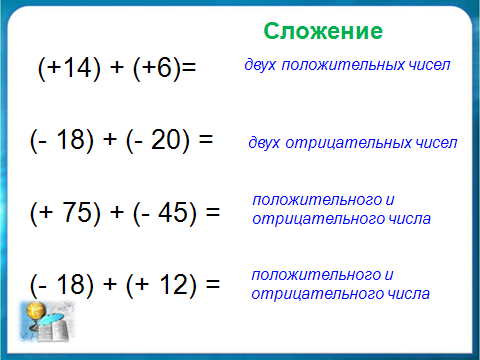 Сложение
(+14) + (+6)=
двух положительных чисел
(- 18) + (- 20) =
двух отрицательных чисел
(+ 75) + (- 45) =
положительного и
отрицательного числа
(- 18) + (+ 12) =
положительного и
отрицательного числа